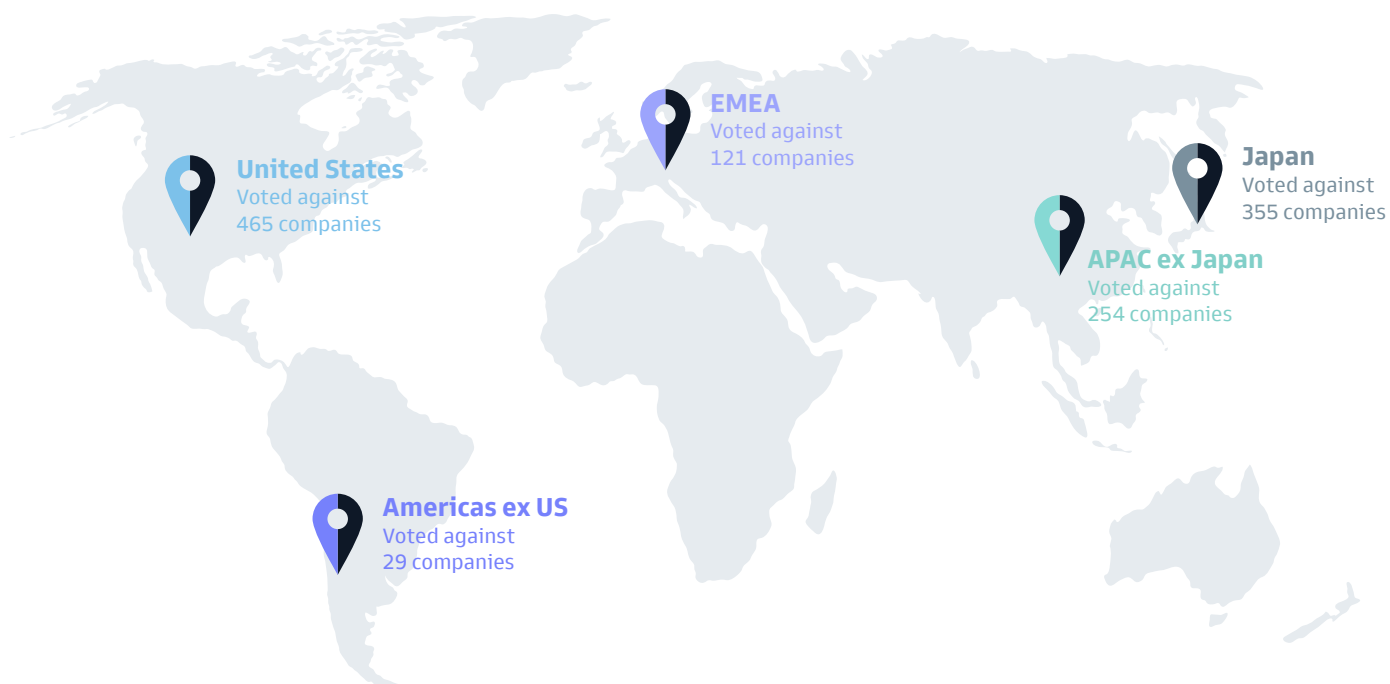 EMEA
Voted against
121 companies
Japan
Voted against
355 companies
United States
Voted against
465 companies
APAC ex Japan
Voted against
254 companies
Americas ex US
Voted against
29 companies